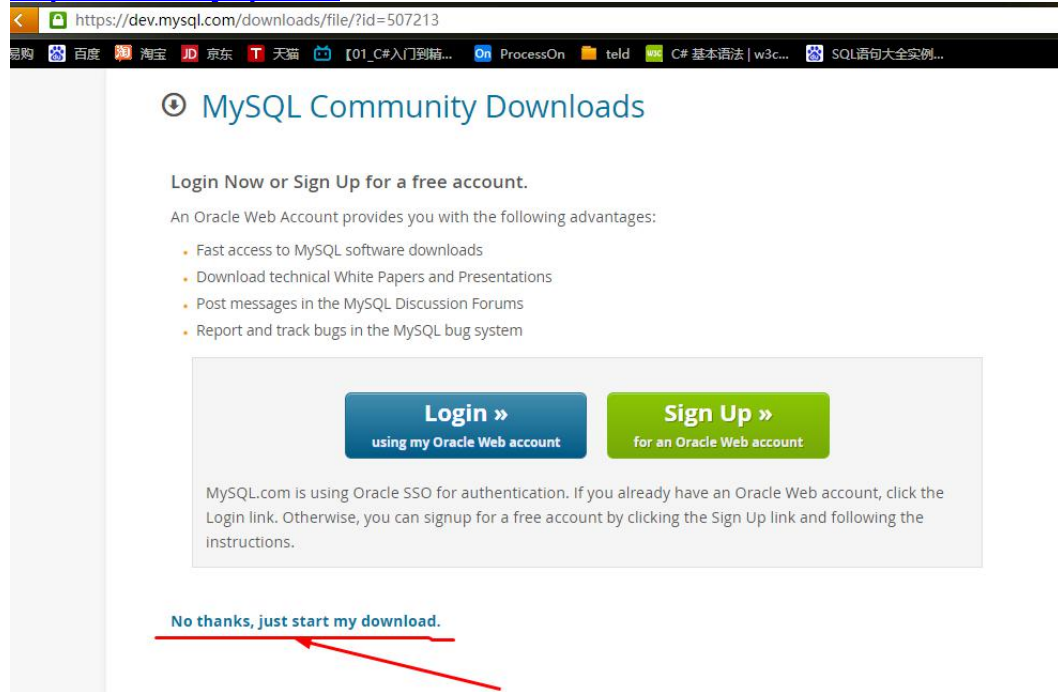 https://dev.mysql.com/downloads/file/?id=507213
易购 百度 淘 淘宝 JD 京东 T 天猫 【01_C#入门到精... On ProcessOn teld W3C C# 基本语法 | w3c... SQL语句大全实例...
MySQL Community Downloads
Login Now or Sign Up for a free account.
An Oracle Web Account provides you with the following advantages:
Fast access to MySQL software downloads
Download technical White Papers and Presentations
Post messages in the MySQL Discussion Forums
Report and track bugs in the MySQL bug system
Login » Sign Up »
using my Oracle Web account for an Oracle Web account
MySQL.com is using Oracle SSO for authentication. If you already have an Oracle Web account, click the
Login link. Otherwise, you can signup for a free account by clicking the Sign Up link and following the
instructions.
No thanks, just start my download.